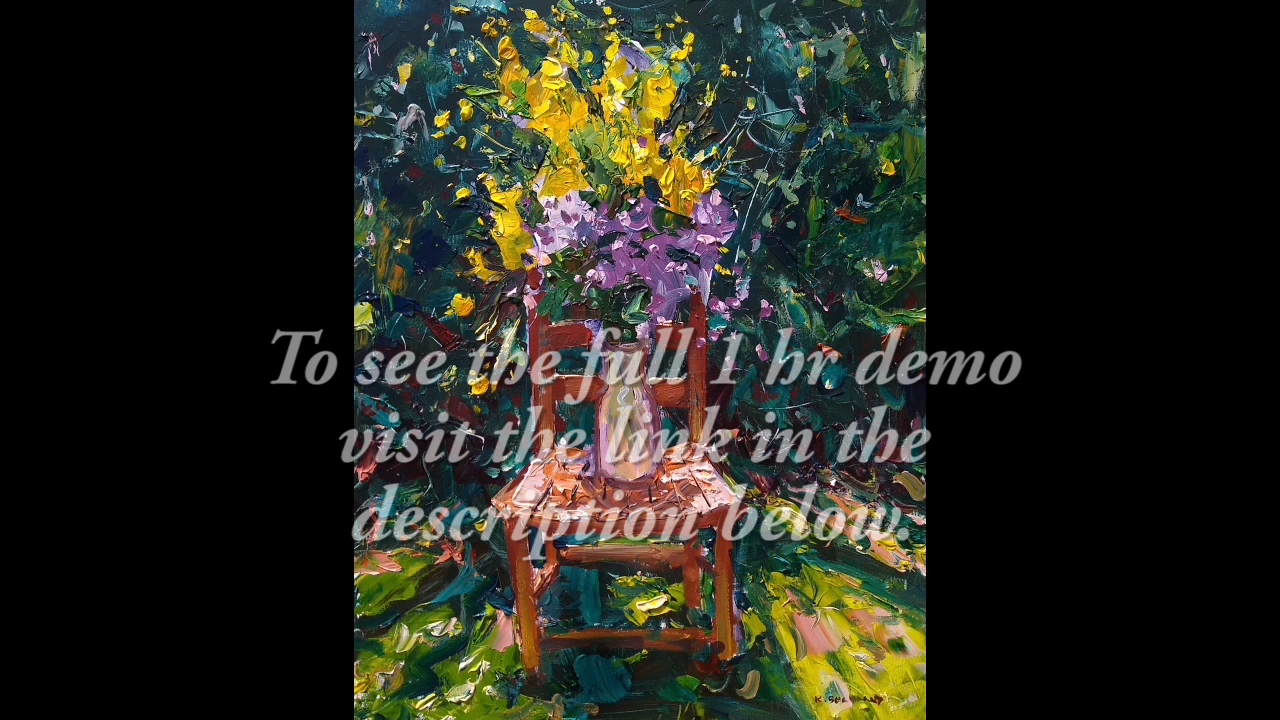 To see the full 1 hr demo
visit the link in the
description below.